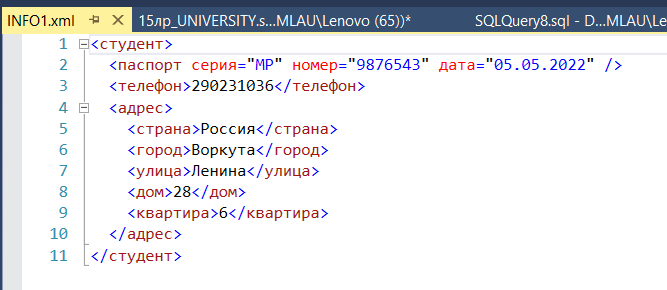 INFO1.xml 15лр_UNIVERSITY.s...MLAU\Lenovo (65))* SQLQuery8.sql - D...MLAU\Le
1 <студент>
2 <паспорт серия="МР" номер="9876543" дата="05.05.2022" />
3 <телефон>290231036</телефон>
4 <адрес>
5 <страна>Россия</страна>
6 <город>Воркута</город>
7 <улица>Ленина</улица>
8 <дом>28</дом>
9 <квартира>6</квартира>
10 </адрес>
11 </студент>